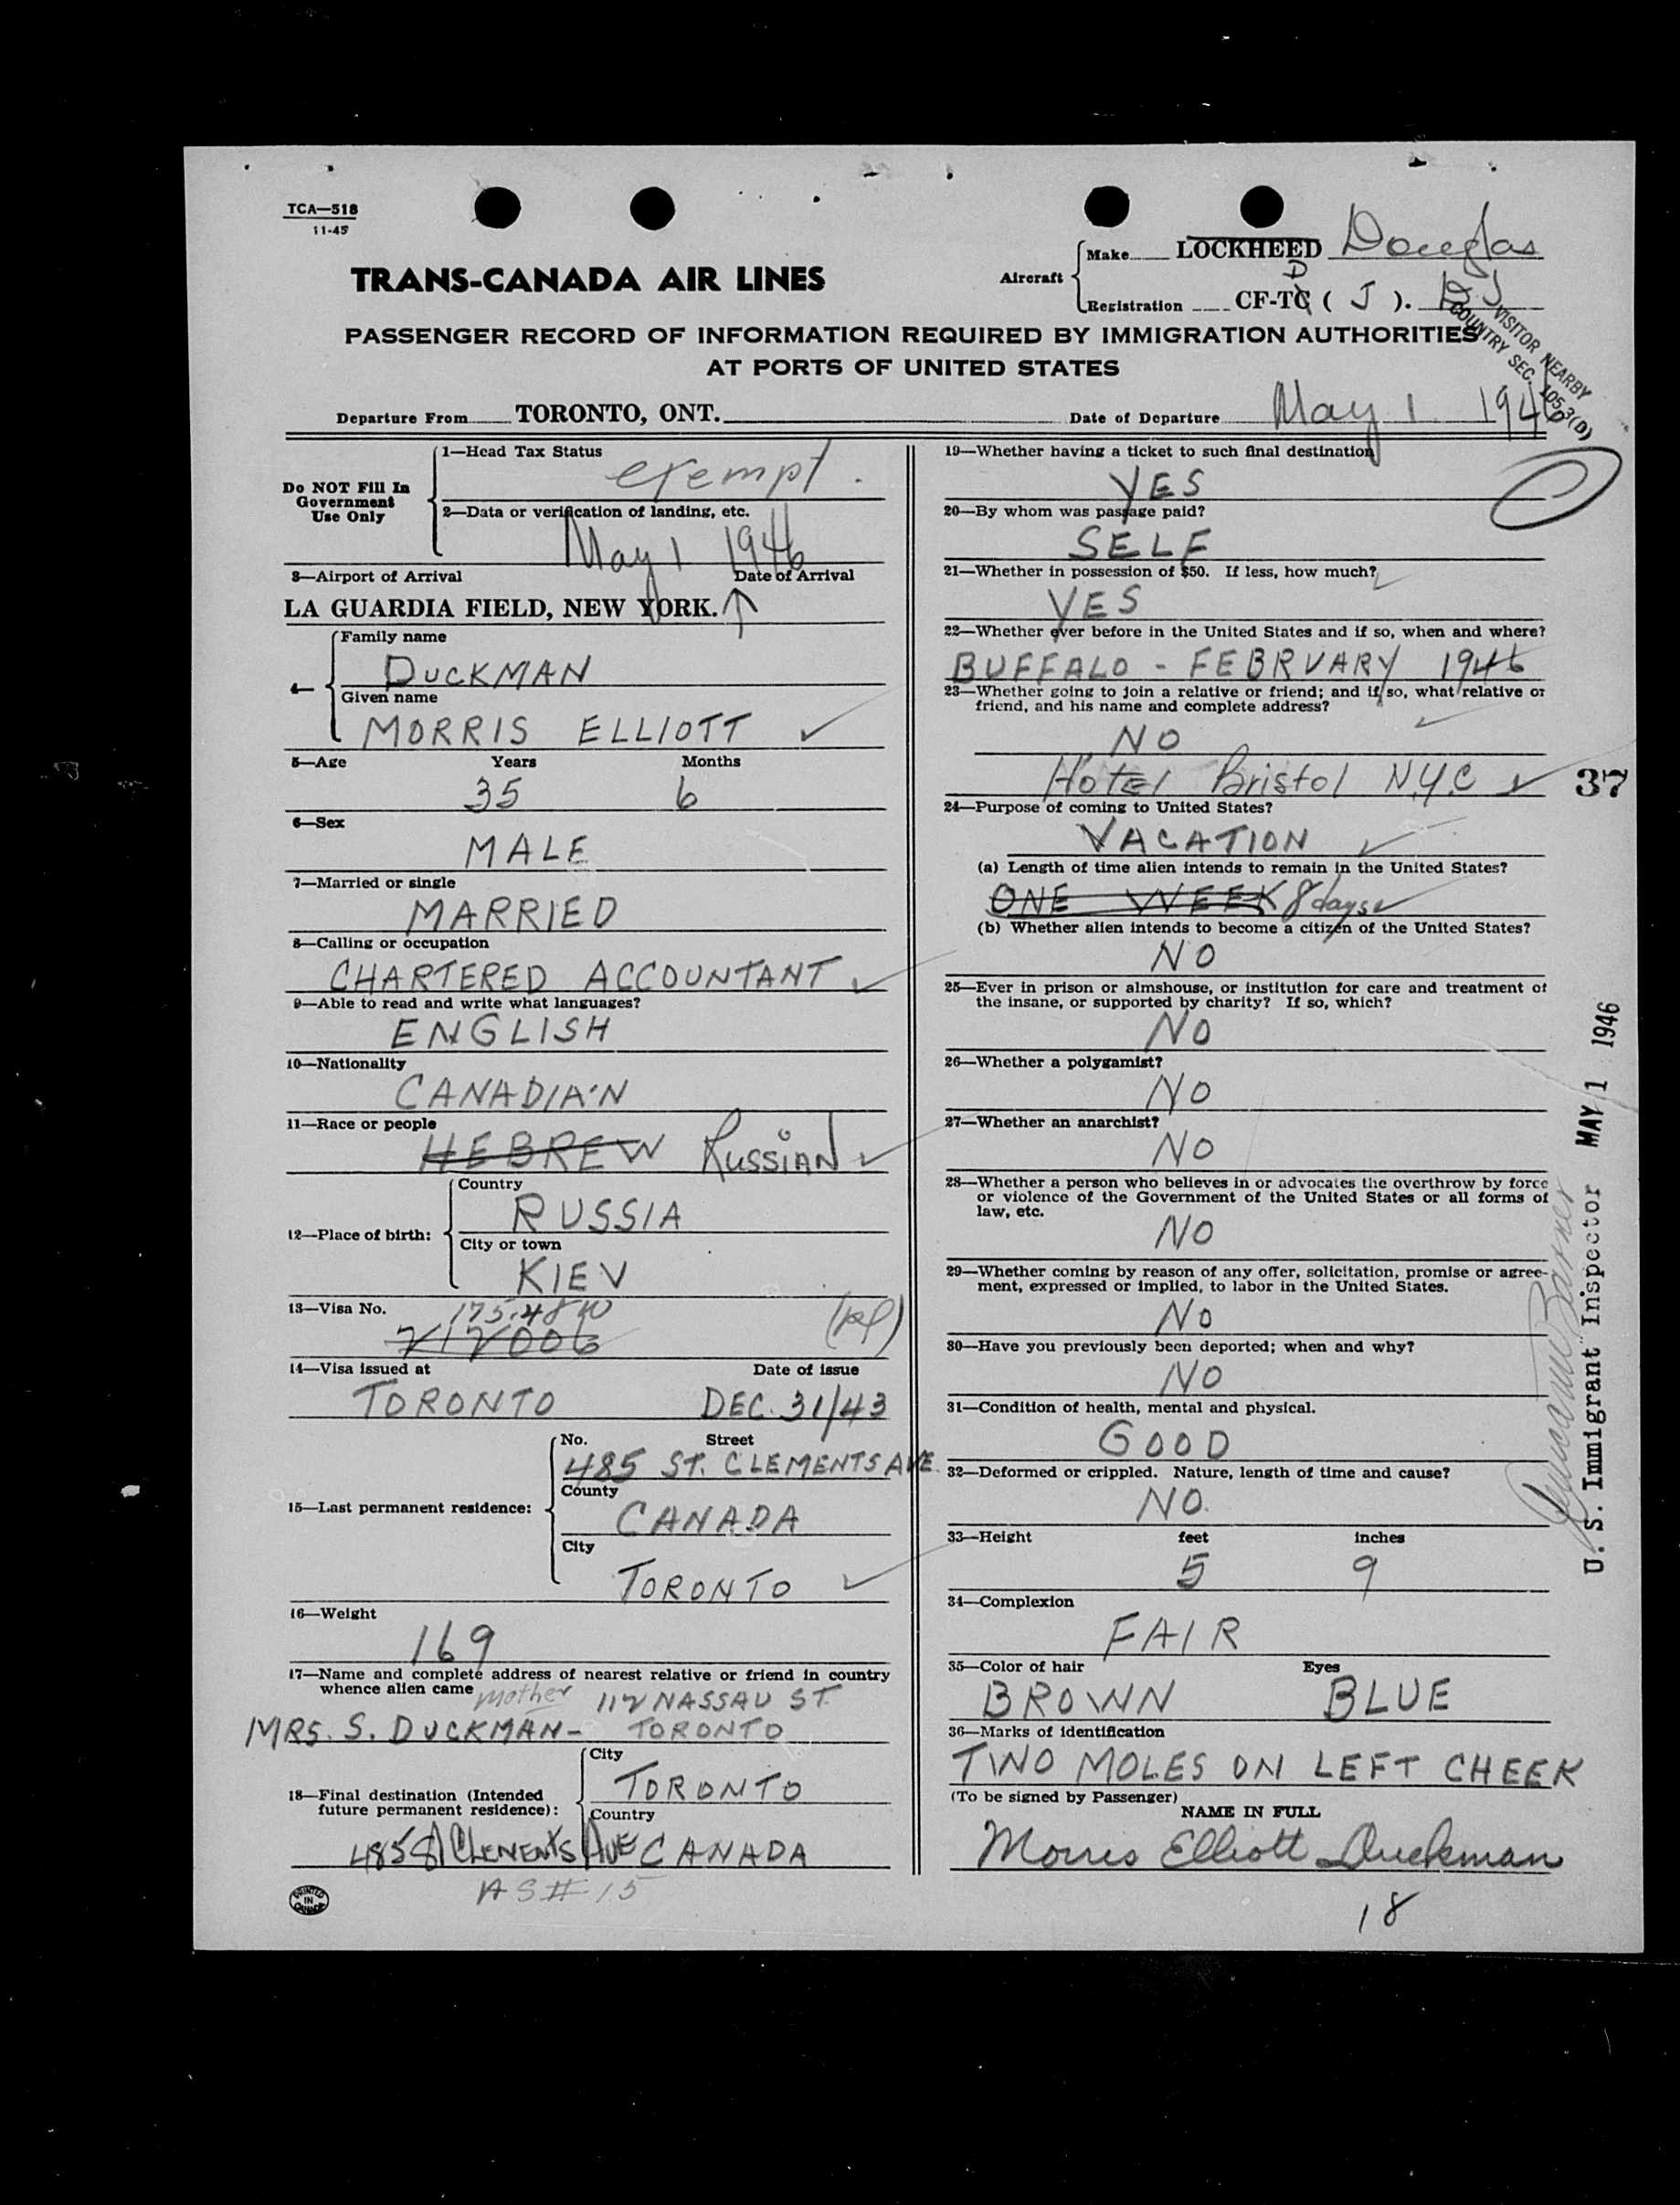 TCA—518
11-45
TRANS-CANADA AIR LINES
Aircraft
Make LOCKHEED Douglas
Registration CF-TC ( J ).
D
PASSENGER RECORD OF INFORMATION REQUIRED BY IMMIGRATION AUTHORITIES
AT PORTS OF UNITED STATES
VISITOR NEARBY
COUNTRY SEC. 105.3(D)
Departure From TORONTO, ONT. Date of Departure May 1 1946
Do NOT Fill In
Government
Use Only
1—Head Tax Status
exempt.
2—Data or verification of landing, etc.
May 1 1946
3—Airport of Arrival Date of Arrival
LA GUARDIA FIELD, NEW YORK.
4—
Family name
DUCKMAN
Given name
MORRIS ELLIOTT
5—Age Years Months
35 6
6—Sex
MALE
7—Married or single
MARRIED
8—Calling or occupation
CHARTERED ACCOUNTANT
9—Able to read and write what languages?
ENGLISH
10—Nationality
CANADIAN
11—Race or people
HEBREW RUSSIAN
12—Place of birth:
Country
RUSSIA
City or town
KIEV
13—Visa No.
212006
14—Visa issued at Date of issue
TORONTO DEC. 31/43
15—Last permanent residence:
No. Street
485 ST. CLEMENTS AVE.
County
CANADA
City
TORONTO
16—Weight
169
17—Name and complete address of nearest relative or friend in country
whence alien came mother 112 NASSAU ST.
MRS. S. DUCKMAN - TORONTO
18—Final destination (Intended
future permanent residence):
City
TORONTO
Country
485 St CLEMENTS AVE CANADA
AS# 15
PRINTED
IN
CANADA
19—Whether having a ticket to such final destination
YES
20—By whom was passage paid?
SELF
21—Whether in possession of $50. If less, how much?
YES
22—Whether ever before in the United States and if so, when and where?
BUFFALO - FEBRUARY 1946
23—Whether going to join a relative or friend; and if so, what relative or
friend, and his name and complete address?
NO
HOTEL Bristol N.Y.C
37
24—Purpose of coming to United States?
VACATION
(a) Length of time alien intends to remain in the United States?
ONE WEEK 8 days
(b) Whether alien intends to become a citizen of the United States?
NO
25—Ever in prison or almshouse, or institution for care and treatment of
the insane, or supported by charity? If so, which?
NO
26—Whether a polygamist?
NO
27—Whether an anarchist?
NO
28—Whether a person who believes in or advocates the overthrow by force
or violence of the Government of the United States or all forms of
law, etc.
NO
29—Whether coming by reason of any offer, solicitation, promise or agree-
ment, expressed or implied, to labor in the United States.
NO
30—Have you previously been deported; when and why?
NO
31—Condition of health, mental and physical.
GOOD
32—Deformed or crippled. Nature, length of time and cause?
NO.
33—Height feet inches
5 9
34—Complexion
FAIR
35—Color of hair Eyes
BROWN BLUE
36—Marks of identification
TWO MOLES ON LEFT CHEEK
(To be signed by Passenger)
NAME IN FULL
Morris Elliott Duckman
18
U. S. Immigrant Inspector MAY 1 1946